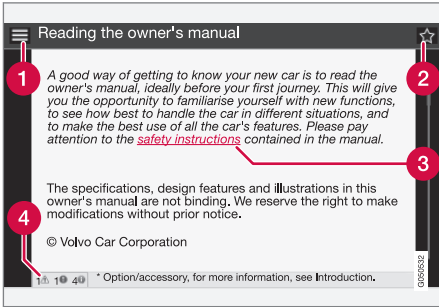 Reading the owner's manual
1
2
A good way of getting to know your new car is to read the
owner's manual, ideally before your first journey. This will give
you the opportunity to familiarise yourself with new functions,
to see how best to handle the car in different situations, and
to make the best use of all the car's features. Please pay
attention to the safety instructions contained in the manual.
3
The specifications, design features and illustrations in this
owner's manual are not binding. We reserve the right to make
modifications without prior notice.
4
© Volvo Car Corporation
1 1 4 * Option/accessory, for more information, see Introduction.
G050532